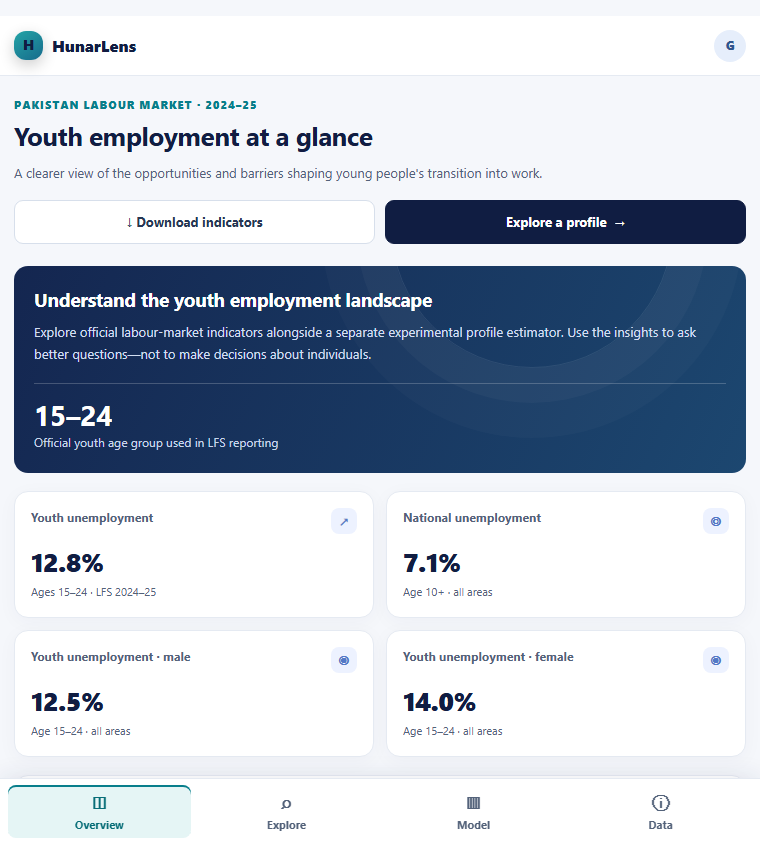 H HunarLens G
PAKISTAN LABOUR MARKET · 2024–25
Youth employment at a glance
A clearer view of the opportunities and barriers shaping young people's transition into work.
↓ Download indicators
Explore a profile →
Understand the youth employment landscape
Explore official labour-market indicators alongside a separate experimental profile estimator. Use the insights to ask
better questions—not to make decisions about individuals.
15–24
Official youth age group used in LFS reporting
Youth unemployment
12.8%
Ages 15–24 · LFS 2024–25
National unemployment
7.1%
Age 10+ · all areas
Youth unemployment · male
12.5%
Age 15–24 · all areas
Youth unemployment · female
14.0%
Age 15–24 · all areas
Overview
Explore
Model
Data